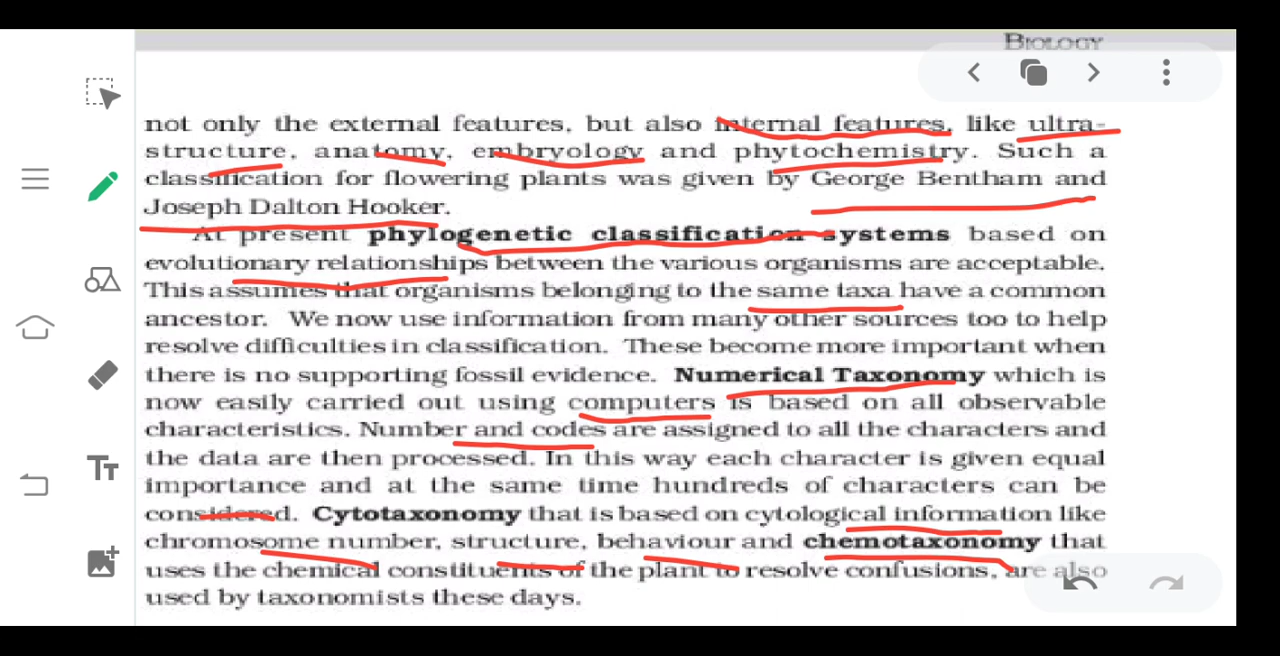 BIOLOGY
not only the external features, but also internal features, like ultra-
structure, anatomy, embryology and phytochemistry. Such a
classification for flowering plants was given by George Bentham and
Joseph Dalton Hooker.
At present phylogenetic classification systems based on
evolutionary relationships between the various organisms are acceptable.
This assumes that organisms belonging to the same taxa have a common
ancestor. We now use information from many other sources too to help
resolve difficulties in classification. These become more important when
there is no supporting fossil evidence. Numerical Taxonomy which is
now easily carried out using computers is based on all observable
characteristics. Number and codes are assigned to all the characters and
the data are then processed. In this way each character is given equal
importance and at the same time hundreds of characters can be
considered. Cytotaxonomy that is based on cytological information like
chromosome number, structure, behaviour and chemotaxonomy that
uses the chemical constituents of the plant to resolve confusions, are also
used by taxonomists these days.
TT